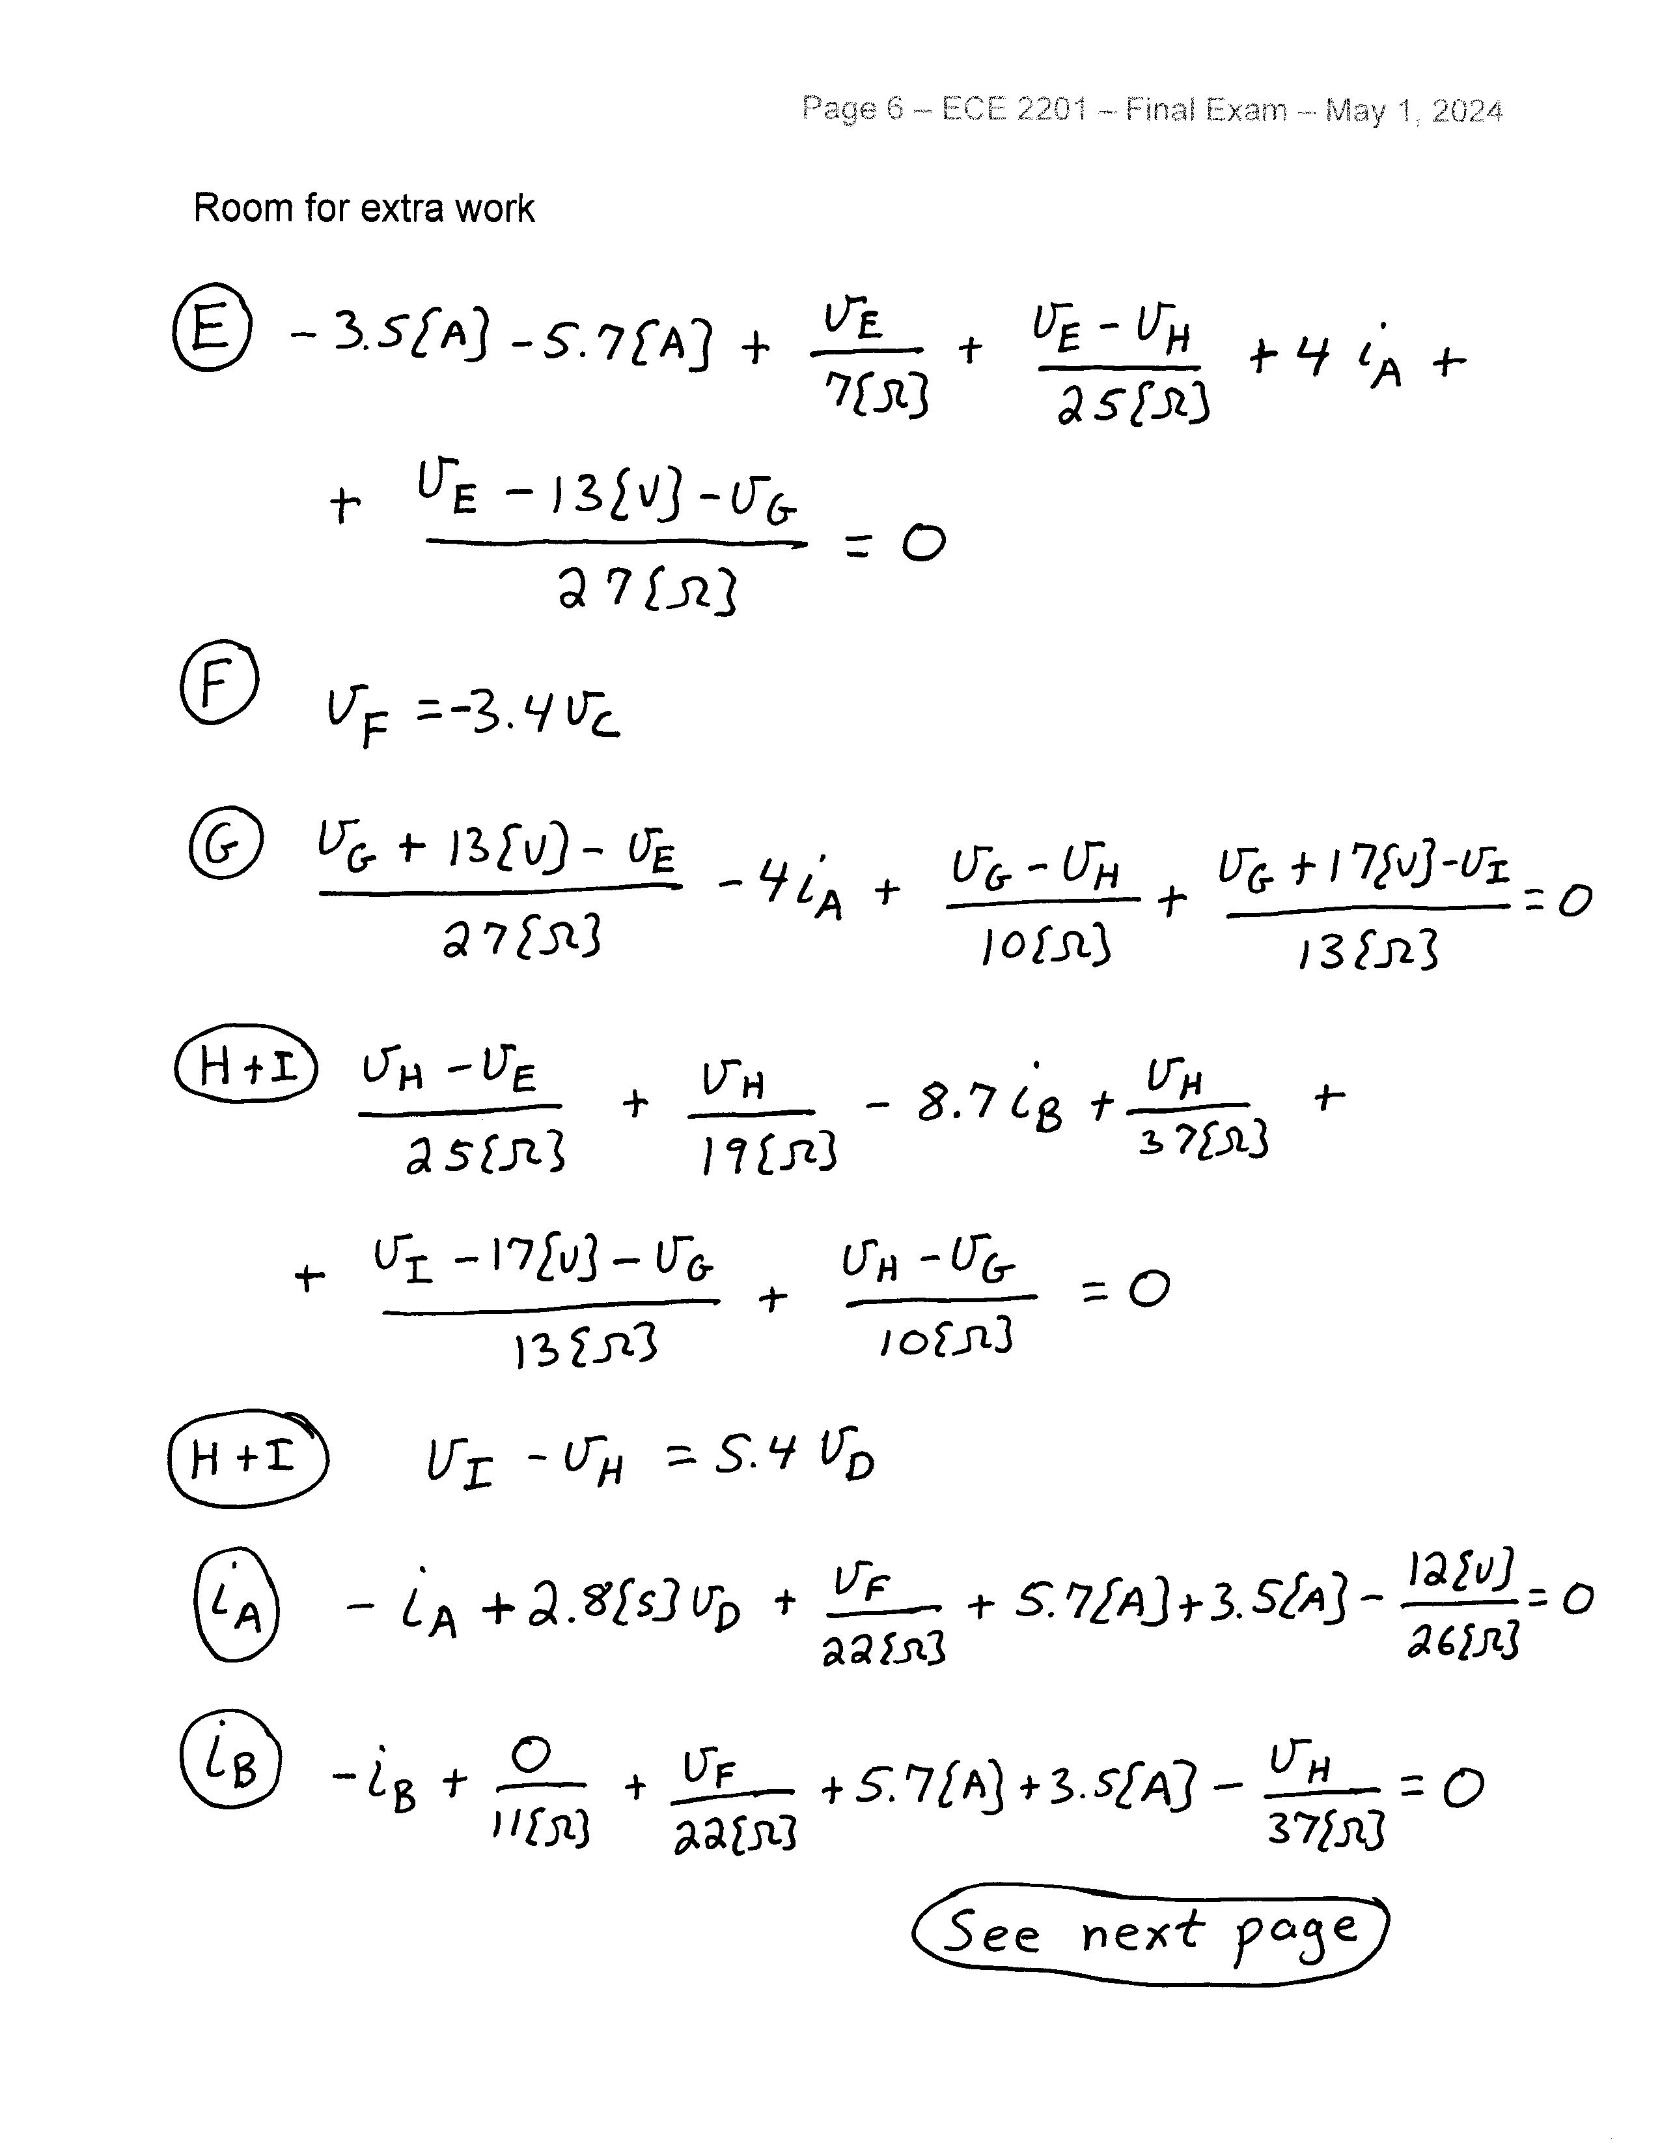 Page 6 – ECE 2201 – Final Exam – May 1, 2024
Room for extra work
(E) - 3.5{A} - 5.7{A} + v_E / 7{Ω} + (v_E - v_H) / 25{Ω} + 4 i_A +
+ (v_E - 13{V} - v_G) / 27{Ω} = 0
(F) v_F = -3.4 v_C
(G) (v_G + 13{V} - v_E) / 27{Ω} - 4 i_A + (v_G - v_H) / 10{Ω} + (v_G + 17{V} - v_I) / 13{Ω} = 0
(H+I) (v_H - v_E) / 25{Ω} + v_H / 19{Ω} - 8.7 i_B + v_H / 37{Ω} +
+ (v_I - 17{V} - v_G) / 13{Ω} + (v_H - v_G) / 10{Ω} = 0
(H+I) v_I - v_H = 5.4 v_D
(i_A) - i_A + 2.8{S} v_D + v_F / 22{Ω} + 5.7{A} + 3.5{A} - 12{V} / 26{Ω} = 0
(i_B) - i_B + 0 / 11{Ω} + v_F / 22{Ω} + 5.7{A} + 3.5{A} - v_H / 37{Ω} = 0
See next page